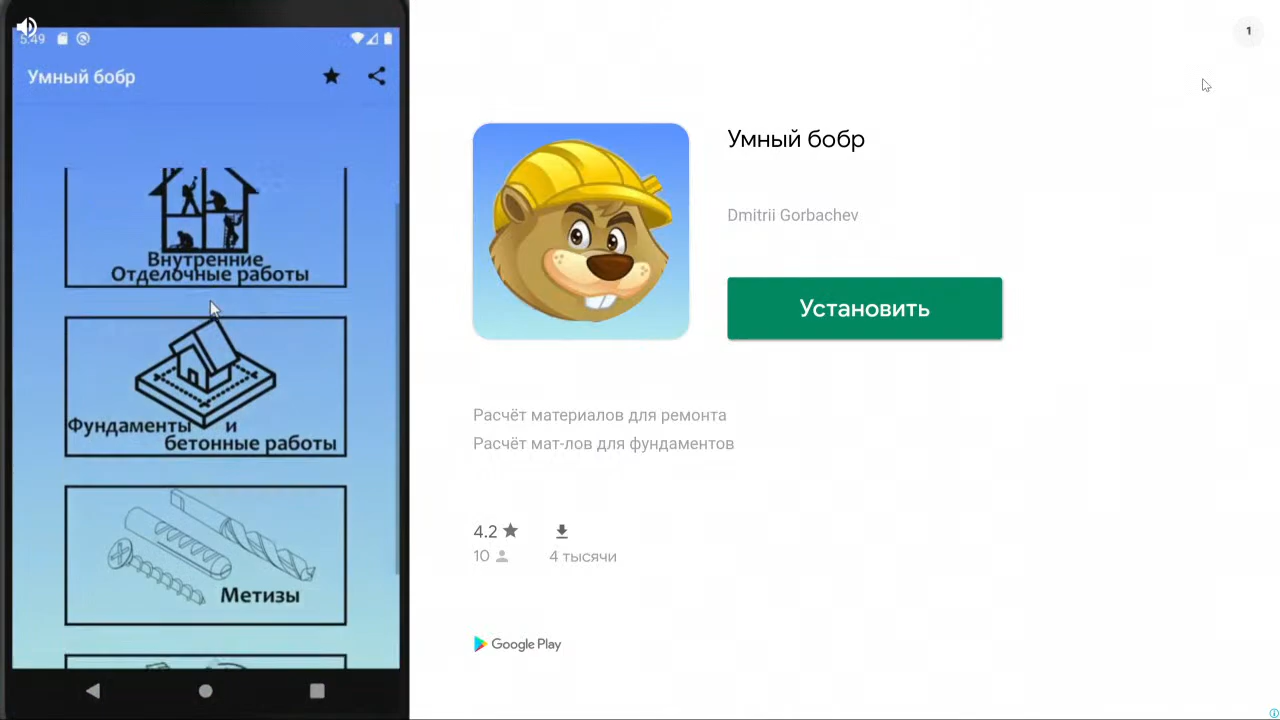 5:49
Умный бобр
Внутренние
Отделочные работы
Фундаменты и
бетонные работы
Метизы
1
Умный бобр
Dmitrii Gorbachev
Установить
Расчёт материалов для ремонта
Расчёт мат-лов для фундаментов
4.2
10
4 тысячи
Google Play